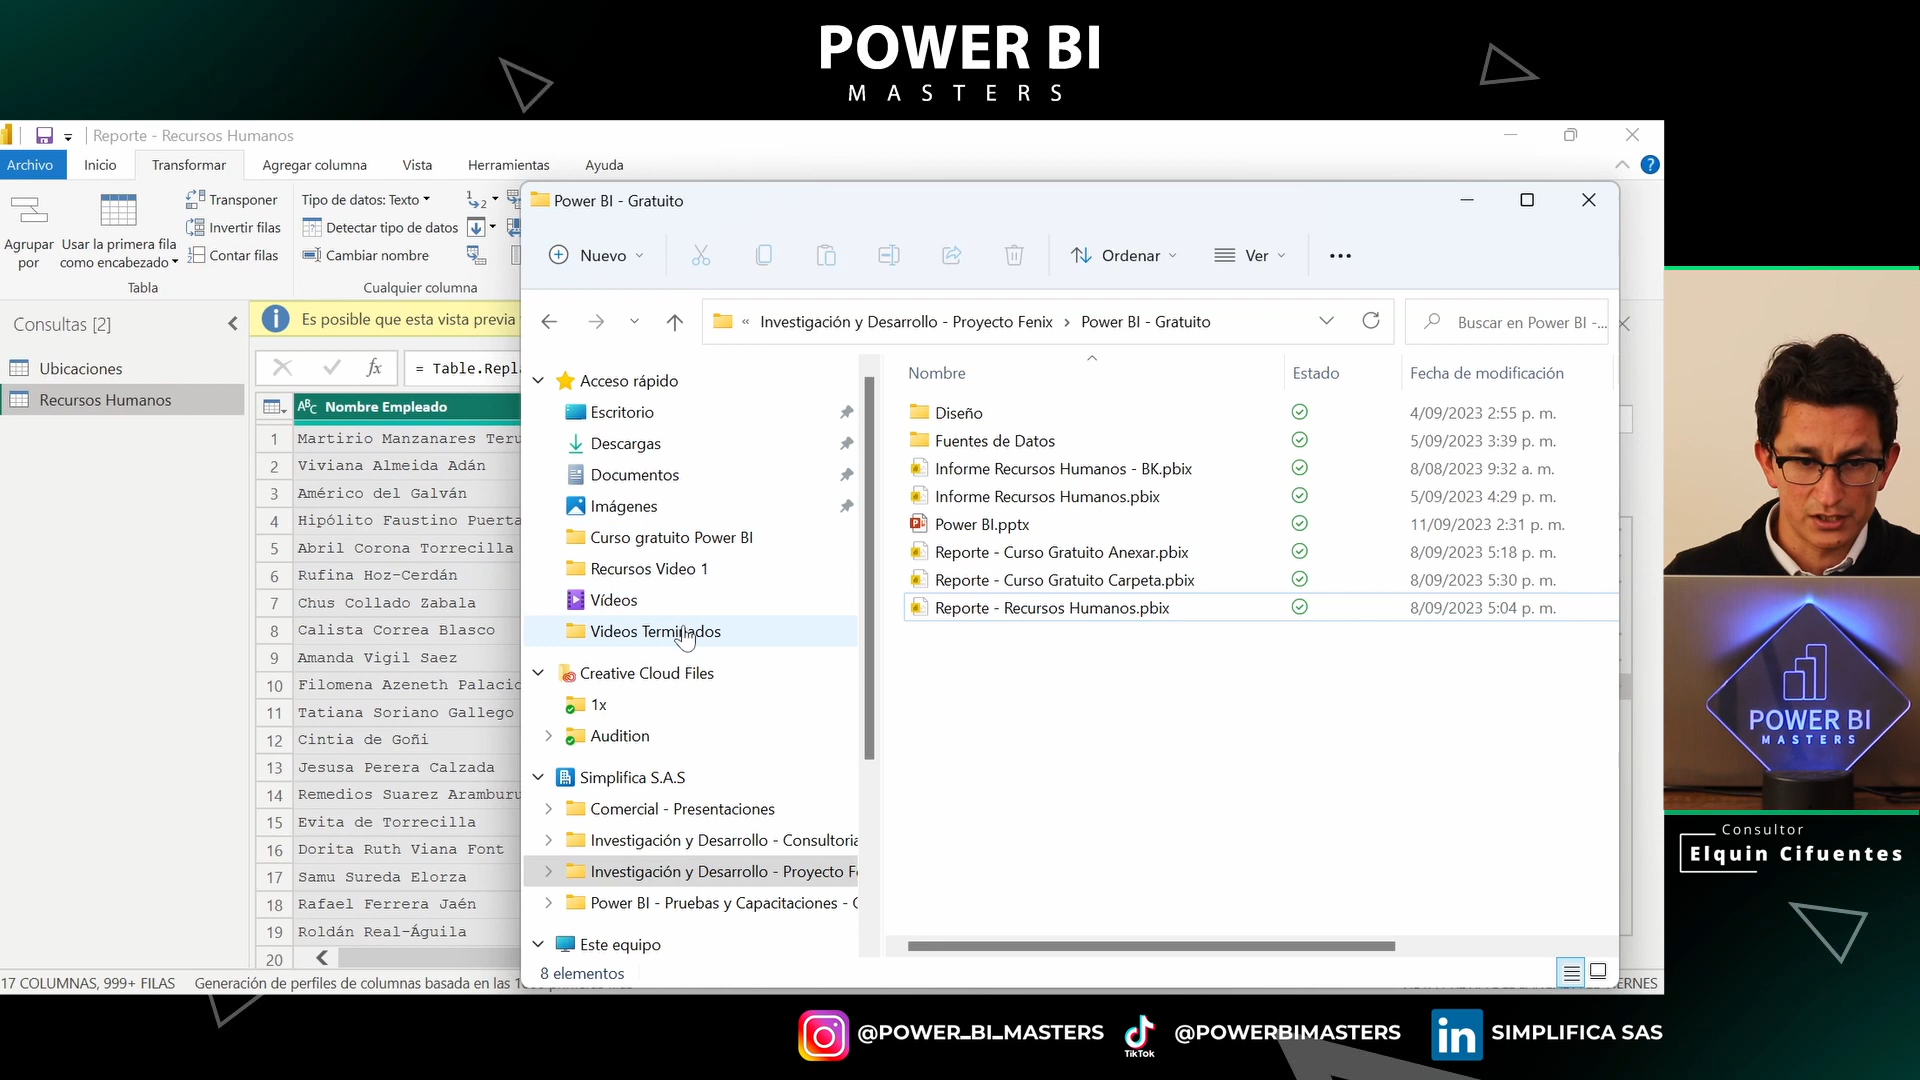 POWER BI
MASTERS
Reporte - Recursos Humanos
Archivo
Inicio
Transformar
Agregar columna
Vista
Herramientas
Ayuda
Agrupar
por
Usar la primera fila
como encabezado
Transponer
Invertir filas
Contar filas
Tabla
Tipo de datos: Texto
Detectar tipo de datos
Cambiar nombre
Cualquier columna
Consultas [2]
Ubicaciones
Recursos Humanos
Es posible que esta vista previa
fx
= Table.Repl
ABC Nombre Empleado
1 Martirio Manzanares Teru
2 Viviana Almeida Adán
3 Américo del Galván
4 Hipólito Faustino Puerta
5 Abril Corona Torrecilla
6 Rufina Hoz-Cerdán
7 Chus Collado Zabala
8 Calista Correa Blasco
9 Amanda Vigil Saez
10 Filomena Azeneth Palacio
11 Tatiana Soriano Gallego
12 Cintia de Goñi
13 Jesusa Perera Calzada
14 Remedios Suarez Aramburu
15 Evita de Torrecilla
16 Dorita Ruth Viana Font
17 Samu Sureda Elorza
18 Rafael Ferrera Jaén
19 Roldán Real-Águila
20
17 COLUMNAS, 999+ FILAS
Generación de perfiles de columnas basada en las
Power BI - Gratuito
Nuevo
Ordenar
Ver
« Investigación y Desarrollo - Proyecto Fenix > Power BI - Gratuito
Buscar en Power BI -...
Acceso rápido
Escritorio
Descargas
Documentos
Imágenes
Curso gratuito Power BI
Recursos Video 1
Vídeos
Videos Terminados
Creative Cloud Files
1x
Audition
Simplifica S.A.S
Comercial - Presentaciones
Investigación y Desarrollo - Consultoria
Investigación y Desarrollo - Proyecto Fe
Power BI - Pruebas y Capacitaciones -
Este equipo
8 elementos
Nombre Estado Fecha de modificación
Diseño 4/09/2023 2:55 p. m.
Fuentes de Datos 5/09/2023 3:39 p. m.
Informe Recursos Humanos - BK.pbix 8/08/2023 9:32 a. m.
Informe Recursos Humanos.pbix 5/09/2023 4:29 p. m.
Power BI.pptx 11/09/2023 2:31 p. m.
Reporte - Curso Gratuito Anexar.pbix 8/09/2023 5:18 p. m.
Reporte - Curso Gratuito Carpeta.pbix 8/09/2023 5:30 p. m.
Reporte - Recursos Humanos.pbix 8/09/2023 5:04 p. m.
POWER BI
MASTERS
Consultor
Elquin Cifuentes
@POWER_BI_MASTERS
TikTok
@POWERBIMASTERS
in
SIMPLIFICA SAS